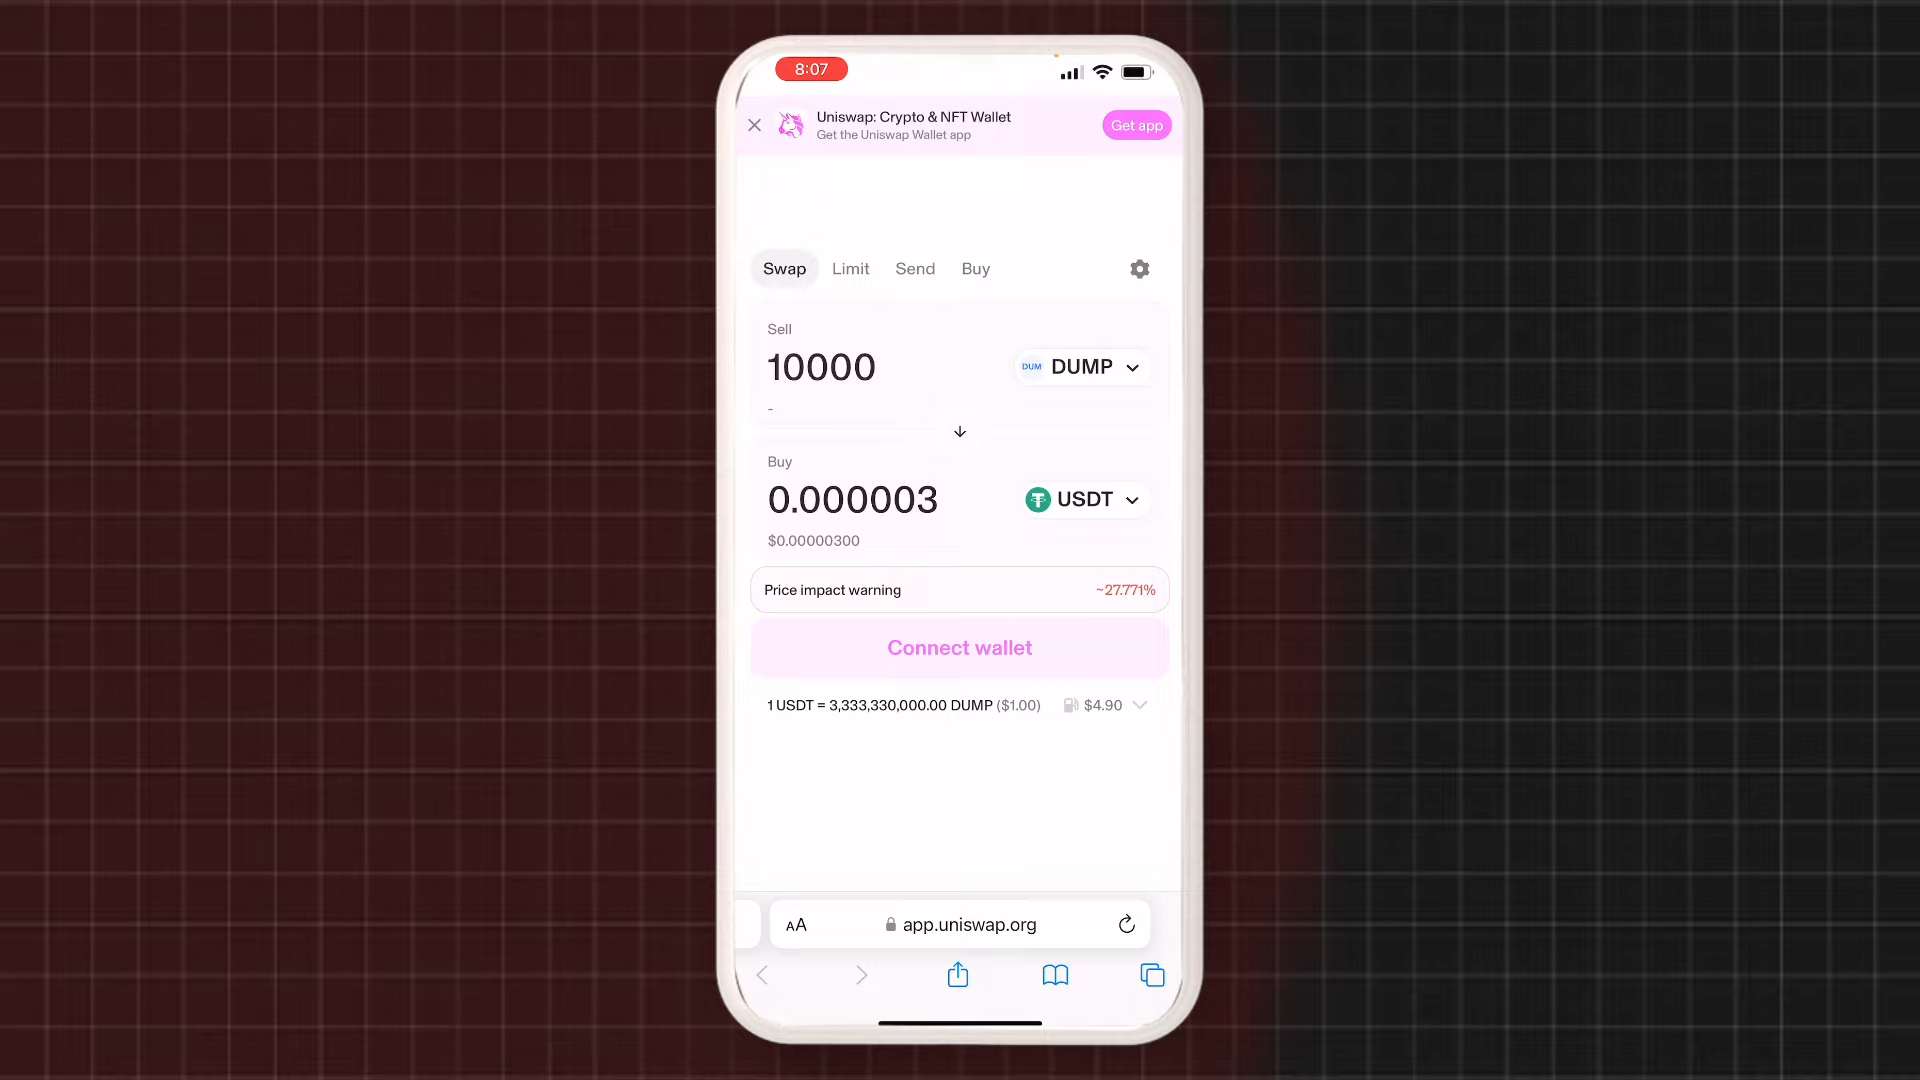 8:07
Uniswap: Crypto & NFT Wallet
Get the Uniswap Wallet app
Get app
Swap Limit Send Buy
Sell
10000
DUM DUMP
-
Buy
0.000003
USDT
$0.00000300
Price impact warning ~27.771%
Connect wallet
1 USDT = 3,333,330,000.00 DUMP ($1.00) $4.90
AA app.uniswap.org